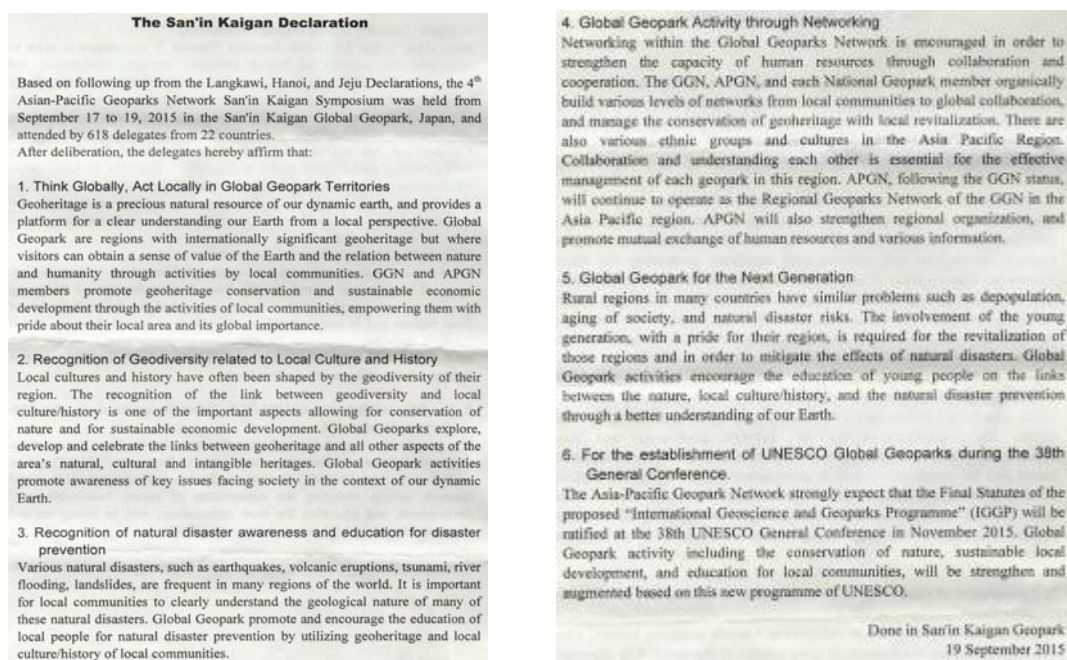 The San'in Kaigan Declaration
Based on following up from the Langkawi, Hanoi, and Jeju Declarations, the 4th
Asian-Pacific Geoparks Network San'in Kaigan Symposium was held from
September 17 to 19, 2015 in the San'in Kaigan Global Geopark, Japan, and
attended by 618 delegates from 22 countries.
After deliberation, the delegates hereby affirm that:
1. Think Globally, Act Locally in Global Geopark Territories
Geoheritage is a precious natural resource of our dynamic earth, and provides a
platform for a clear understanding our Earth from a local perspective. Global
Geopark are regions with internationally significant geoheritage but where
visitors can obtain a sense of value of the Earth and the relation between nature
and humanity through activities by local communities. GGN and APGN
members promote geoheritage conservation and sustainable economic
development through the activities of local communities, empowering them with
pride about their local area and its global importance.
2. Recognition of Geodiversity related to Local Culture and History
Local cultures and history have often been shaped by the geodiversity of their
region. The recognition of the link between geodiversity and local
culture/history is one of the important aspects allowing for conservation of
nature and for sustainable economic development. Global Geoparks explore,
develop and celebrate the links between geoheritage and all other aspects of the
area's natural, cultural and intangible heritages. Global Geopark activities
promote awareness of key issues facing society in the context of our dynamic
Earth.
3. Recognition of natural disaster awareness and education for disaster
prevention
Various natural disasters, such as earthquakes, volcanic eruptions, tsunami, river
flooding, landslides, are frequent in many regions of the world. It is important
for local communities to clearly understand the geological nature of many of
these natural disasters. Global Geopark promote and encourage the education of
local people for natural disaster prevention by utilizing geoheritage and local
culture/history of local communities.
4. Global Geopark Activity through Networking
Networking within the Global Geoparks Network is encouraged in order to
strengthen the capacity of human resources through collaboration and
cooperation. The GGN, APGN, and each National Geopark member organically
build various levels of networks from local communities to global collaboration,
and manage the conservation of geoheritage with local revitalization. There are
also various ethnic groups and cultures in the Asia Pacific Region.
Collaboration and understanding each other is essential for the effective
management of each geopark in this region. APGN, following the GGN status,
will continue to operate as the Regional Geoparks Network of the GGN in the
Asia Pacific region. APGN will also strengthen regional organization, and
promote mutual exchange of human resources and various information.
5. Global Geopark for the Next Generation
Rural regions in many countries have similar problems such as depopulation,
aging of society, and natural disaster risks. The involvement of the young
generation, with a pride for their region, is required for the revitalization of
those regions and in order to mitigate the effects of natural disasters. Global
Geopark activities encourage the education of young people on the links
between the nature, local culture/history, and the natural disaster prevention
through a better understanding of our Earth.
6. For the establishment of UNESCO Global Geoparks during the 38th
General Conference.
The Asia-Pacific Geopark Network strongly expect that the Final Statutes of the
proposed "International Geoscience and Geoparks Programme" (IGGP) will be
ratified at the 38th UNESCO General Conference in November 2015. Global
Geopark activity including the conservation of nature, sustainable local
development, and education for local communities, will be strengthen and
augmented based on this new programme of UNESCO.
Done in San'in Kaigan Geopark
19 September 2015